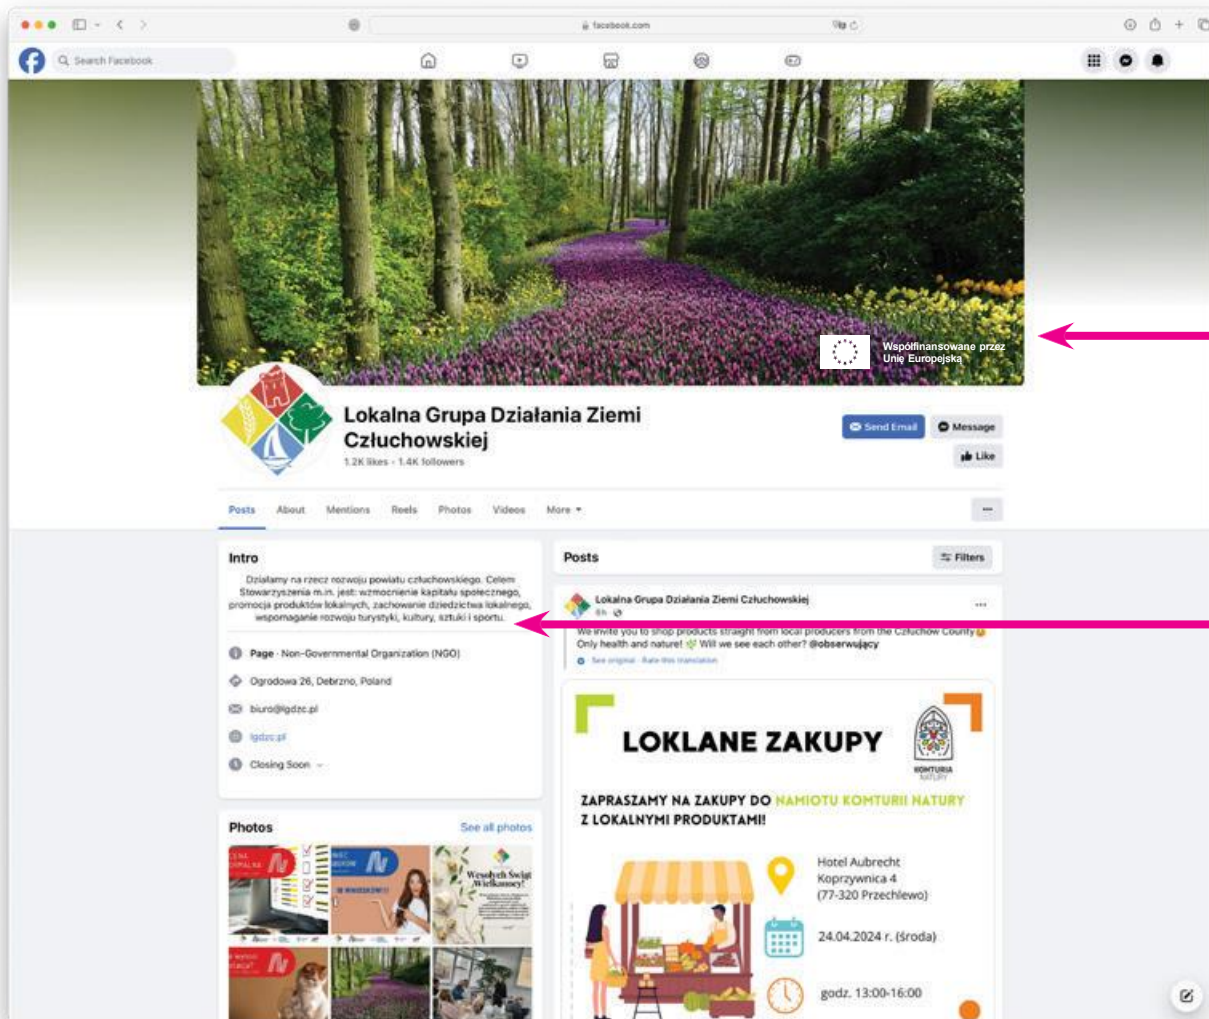 facebook.com
Search Facebook
Współfinansowane przez
Unię Europejską
Lokalna Grupa Działania Ziemi
Człuchowskiej
1.2K likes • 1.4K followers
Send Email
Message
Like
Posts About Mentions Reels Photos Videos More
Intro
Działamy na rzecz rozwoju powiatu człuchowskiego. Celem
Stowarzyszenia m.in. jest: wzmocnienie kapitału społecznego,
promocja produktów lokalnych, zachowanie dziedzictwa lokalnego,
wspomaganie rozwoju turystyki, kultury, sztuki i sportu.
Page · Non-Governmental Organization (NGO)
Ogrodowa 26, Debrzno, Poland
biuro@lgdzc.pl
lgdzc.pl
Closing Soon
Photos
See all photos
Wesołych Świąt
Wielkanocy!
Posts
Filters
Lokalna Grupa Działania Ziemi Człuchowskiej
6h
We invite you to shop products straight from local producers from the Człuchow County
Only health and nature! Will we see each other? @obserwujący
See original · Rate this translation
LOKLANE ZAKUPY
KOMTURIA
NATURY
ZAPRASZAMY NA ZAKUPY DO NAMIOTU KOMTURII NATURY
Z LOKALNYMI PRODUKTAMI!
Hotel Aubrecht
Koprzywnica 4
(77-320 Przechlewo)
24.04.2024 r. (środa)
godz. 13:00-16:00